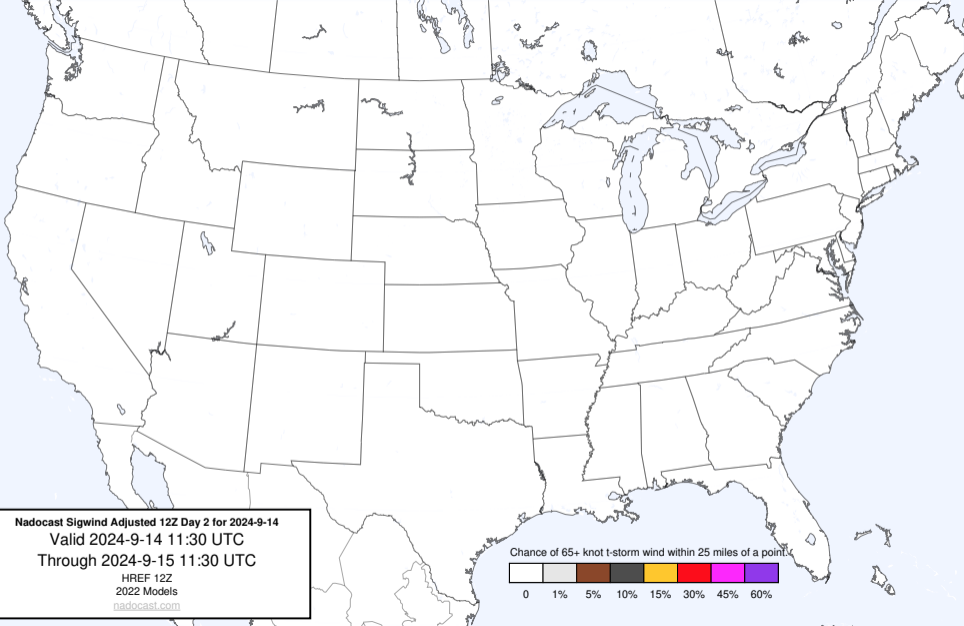 Nadocast Sigwind Adjusted 12Z Day 2 for 2024-9-14
Valid 2024-9-14 11:30 UTC
Through 2024-9-15 11:30 UTC
HREF 12Z
2022 Models
nadocast.com
Chance of 65+ knot t-storm wind within 25 miles of a point.
0 1% 5% 10% 15% 30% 45% 60%